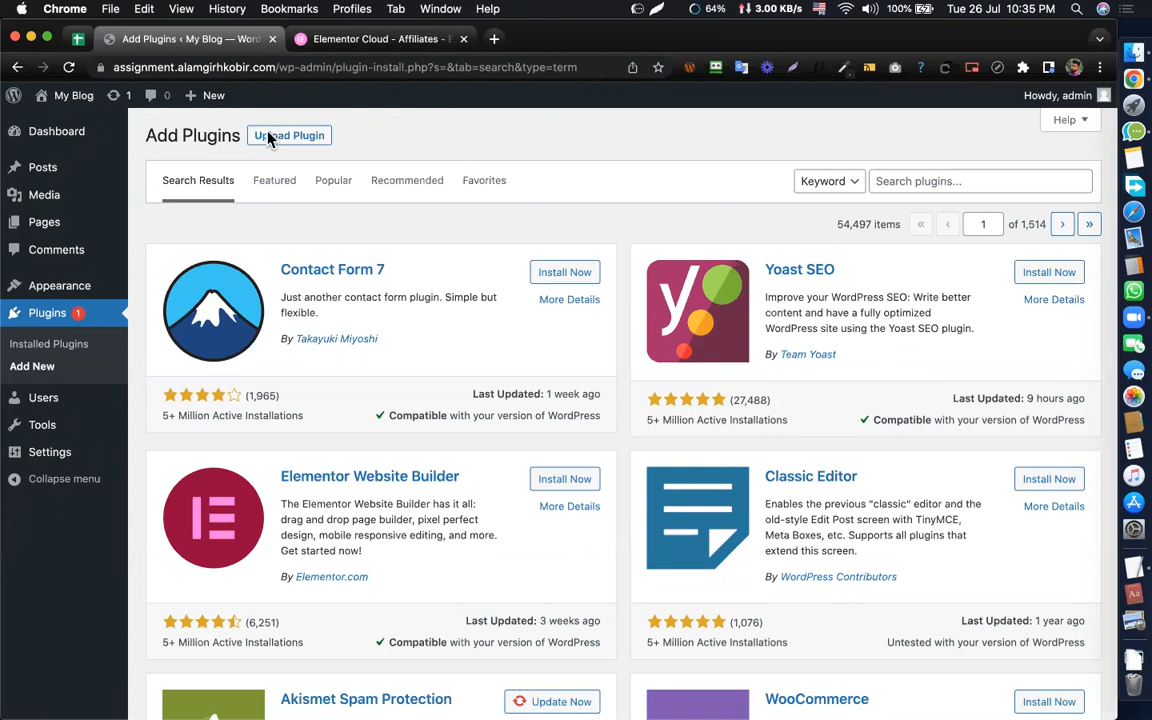 Chrome File Edit View History Bookmarks Profiles Tab Window Help 64% 3.00 KB/s 100% Tue 26 Jul 10:35 PM
Add Plugins ‹ My Blog — Word
Elementor Cloud - Affiliates - E
assignment.alamgirhkobir.com/wp-admin/plugin-install.php?s=&tab=search&type=term
My Blog 1 0 + New Howdy, admin
Dashboard
Posts
Media
Pages
Comments
Appearance
Plugins 1
Installed Plugins
Add New
Users
Tools
Settings
Collapse menu
Add Plugins Upload Plugin
Help
Search Results Featured Popular Recommended Favorites Keyword Search plugins...
54,497 items « ‹ 1 of 1,514 › »
Contact Form 7
Install Now
More Details
Just another contact form plugin. Simple but
flexible.
By Takayuki Miyoshi
(1,965)
Last Updated: 1 week ago
5+ Million Active Installations
Compatible with your version of WordPress
Yoast SEO
Install Now
More Details
Improve your WordPress SEO: Write better
content and have a fully optimized
WordPress site using the Yoast SEO plugin.
By Team Yoast
(27,488)
Last Updated: 9 hours ago
5+ Million Active Installations
Compatible with your version of WordPress
Elementor Website Builder
Install Now
More Details
The Elementor Website Builder has it all:
drag and drop page builder, pixel perfect
design, mobile responsive editing, and more.
Get started now!
By Elementor.com
(6,251)
Last Updated: 3 weeks ago
5+ Million Active Installations
Compatible with your version of WordPress
Classic Editor
Install Now
More Details
Enables the previous "classic" editor and the
old-style Edit Post screen with TinyMCE,
Meta Boxes, etc. Supports all plugins that
extend this screen.
By WordPress Contributors
(1,076)
Last Updated: 1 year ago
5+ Million Active Installations
Untested with your version of WordPress
Akismet Spam Protection
Update Now
WooCommerce
Install Now